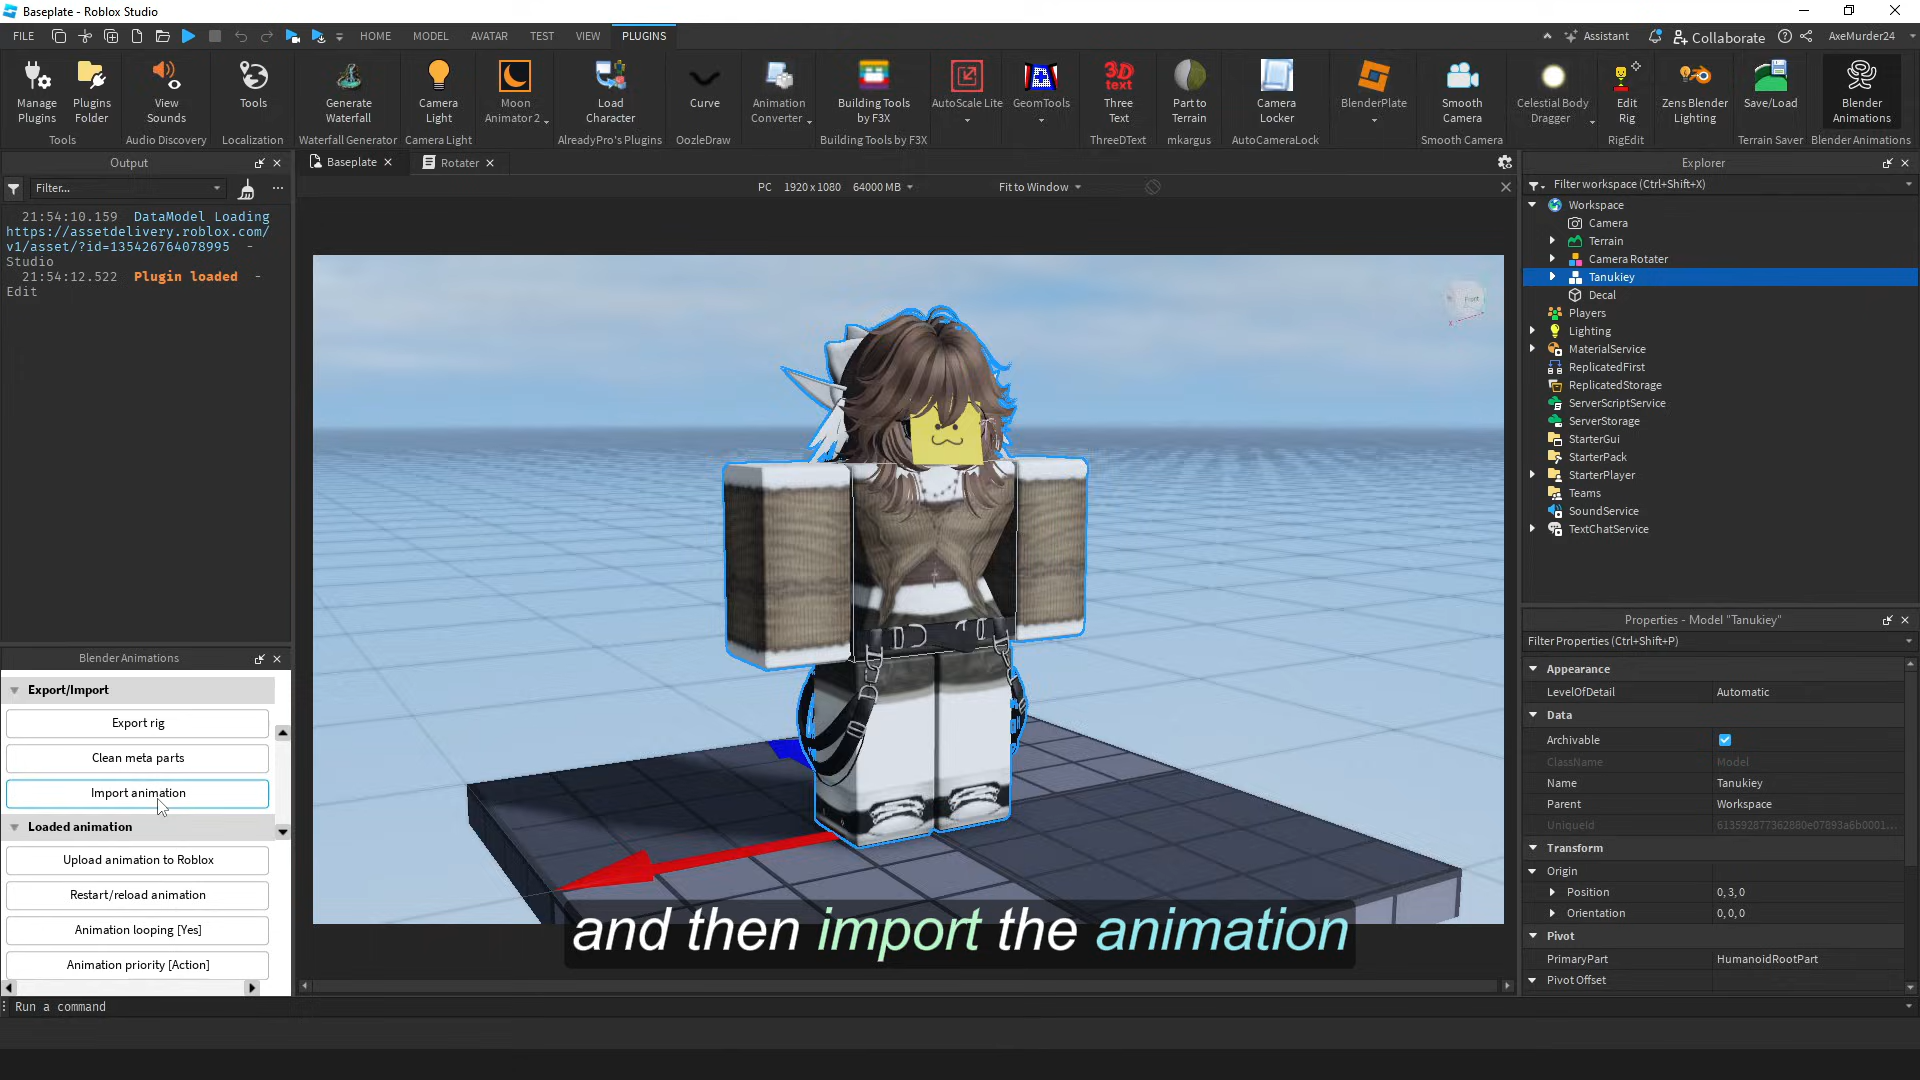 Baseplate - Roblox Studio
FILE
HOME
MODEL
AVATAR
TEST
VIEW
PLUGINS
Assistant
Collaborate
AxeMurder24
Manage Plugins
Plugins Folder
Tools
View Sounds
Audio Discovery
Tools
Localization
Generate Waterfall
Waterfall Generator
Camera Light
Camera Light
Moon Animator 2
Load Character
AlreadyPro's Plugins
Curve
OozleDraw
Animation Converter
Building Tools by F3X
Building Tools by F3X
AutoScale Lite
GeomTools
3D text
Three Text
ThreeDText
Part to Terrain
mkargus
Camera Locker
AutoCameraLock
BlenderPlate
Smooth Camera
Smooth Camera
Celestial Body Dragger
Edit Rig
RigEdit
Zens Blender Lighting
Save/Load
Terrain Saver
Blender Animations
Blender Animations
Output
Filter...
21:54:10.159 DataModel Loading
https://assetdelivery.roblox.com/
v1/asset/?id=135426764078995 -
Studio
21:54:12.522 Plugin loaded -
Edit
Blender Animations
Export/Import
Export rig
Clean meta parts
Import animation
Loaded animation
Upload animation to Roblox
Restart/reload animation
Animation looping [Yes]
Animation priority [Action]
Run a command
Baseplate
Rotater
PC 1920 x 1080 64000 MB
Fit to Window
Front
and then import the animation
Explorer
Filter workspace (Ctrl+Shift+X)
Workspace
Camera
Terrain
Camera Rotater
Tanukiey
Decal
Players
Lighting
MaterialService
ReplicatedFirst
ReplicatedStorage
ServerScriptService
ServerStorage
StarterGui
StarterPack
StarterPlayer
Teams
SoundService
TextChatService
Properties - Model "Tanukiey"
Filter Properties (Ctrl+Shift+P)
Appearance
LevelOfDetail Automatic
Data
Archivable
ClassName Model
Name Tanukiey
Parent Workspace
UniqueId 613592877362880e07893a6b0001...
Transform
Origin
Position 0, 3, 0
Orientation 0, 0, 0
Pivot
PrimaryPart HumanoidRootPart
Pivot Offset